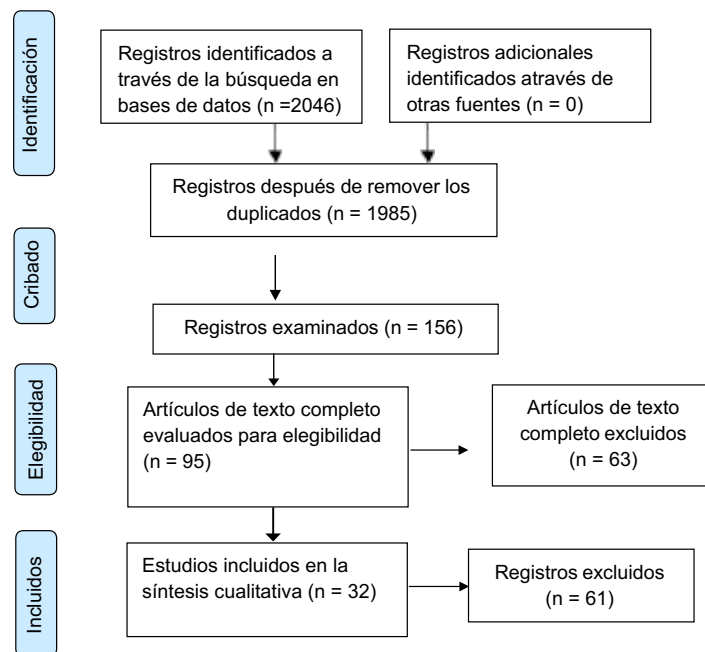 Identificación
Registros identificados a
través de la búsqueda en
bases de datos (n =2046)
Registros adicionales
identificados através de
otras fuentes (n = 0)
Registros después de remover los
duplicados (n = 1985)
Cribado
Registros examinados (n = 156)
Elegibilidad
Artículos de texto completo
evaluados para elegibilidad
(n = 95)
Artículos de texto
completo excluidos
(n = 63)
Incluidos
Estudios incluidos en la
síntesis cualitativa (n = 32)
Registros excluidos
(n = 61)